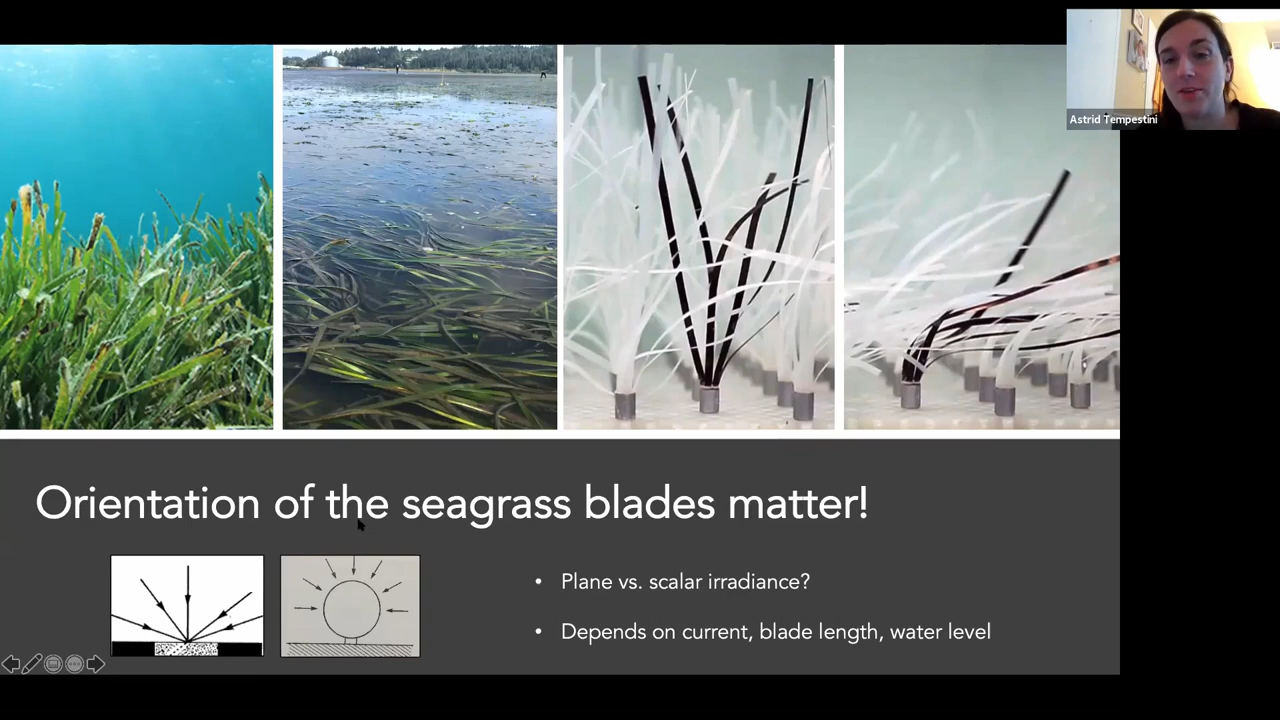 Astrid Tempestini
Orientation of the seagrass blades matter!
• Plane vs. scalar irradiance?
• Depends on current, blade length, water level